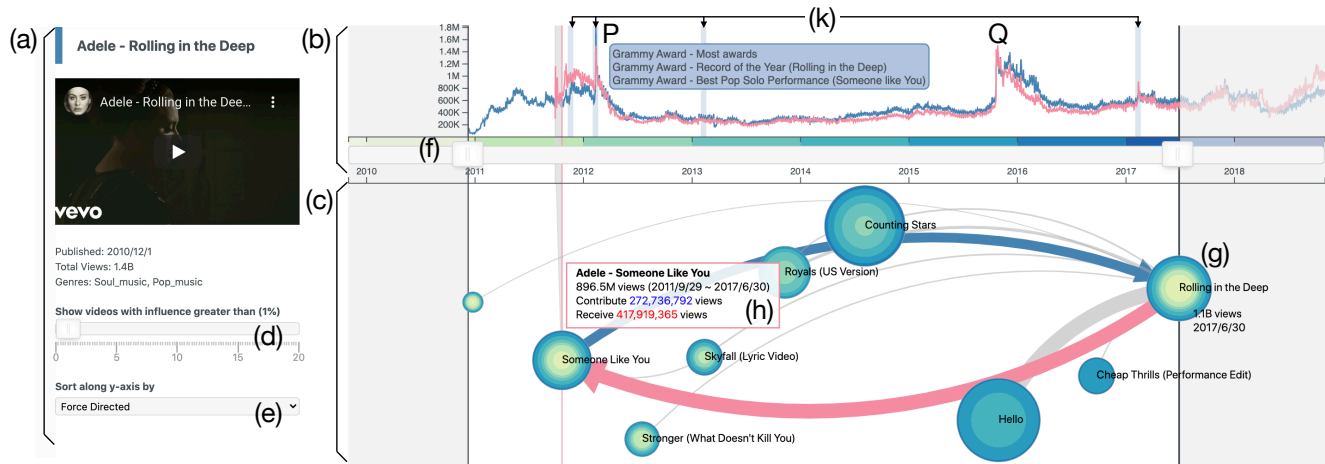 (a)
Adele - Rolling in the Deep
Adele - Rolling in the Dee...
vevo
Published: 2010/12/1
Total Views: 1.4B
Genres: Soul_music, Pop_music
Show videos with influence greater than (1%)
(d)
0 5 10 15 20
Sort along y-axis by
Force Directed
(e)
(b)
(k)
1.8M
1.6M
1.4M
1.2M
1M
800K
600K
400K
200K
P
Q
Grammy Award - Most awards
Grammy Award - Record of the Year (Rolling in the Deep)
Grammy Award - Best Pop Solo Performance (Someone like You)
(f)
2010 2011 2012 2013 2014 2015 2016 2017 2018
(c)
Counting Stars
(g)
Royals (US Version)
Rolling in the Deep
1.1B views
2017/6/30
Adele - Someone Like You
896.5M views (2011/9/29 ~ 2017/6/30)
Contribute 272,736,792 views
Receive 417,919,365 views
(h)
Someone Like You
Skyfall (Lyric Video)
Cheap Thrills (Performance Edit)
Hello
Stronger (What Doesn't Kill You)